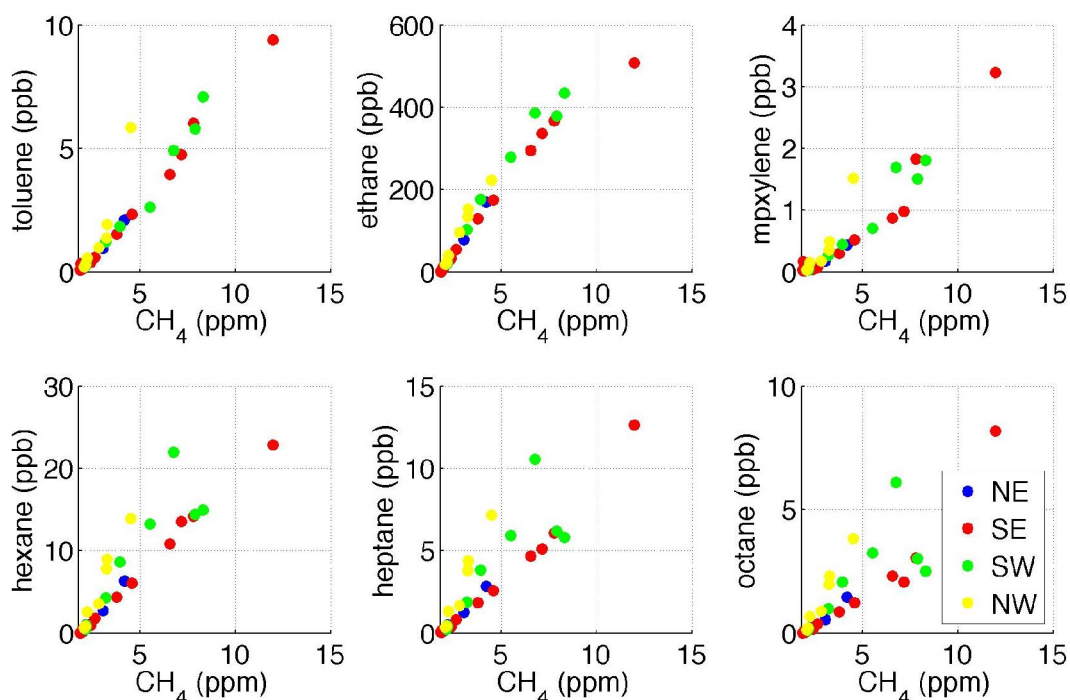 toluene (ppb)
10
5
0
5
10
15
CH4 (ppm)
ethane (ppb)
600
400
200
0
5
10
15
CH4 (ppm)
mpxylene (ppb)
4
3
2
1
0
5
10
15
CH4 (ppm)
hexane (ppb)
30
20
10
0
5
10
15
CH4 (ppm)
heptane (ppb)
15
10
5
0
5
10
15
CH4 (ppm)
octane (ppb)
10
5
0
5
10
15
CH4 (ppm)
NE
SE
SW
NW